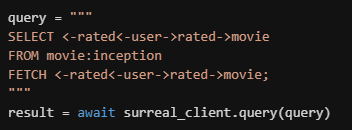 query = """
SELECT <-rated<-user->rated->movie
FROM movie:inception
FETCH <-rated<-user->rated->movie;
"""
result = await surreal_client.query(query)